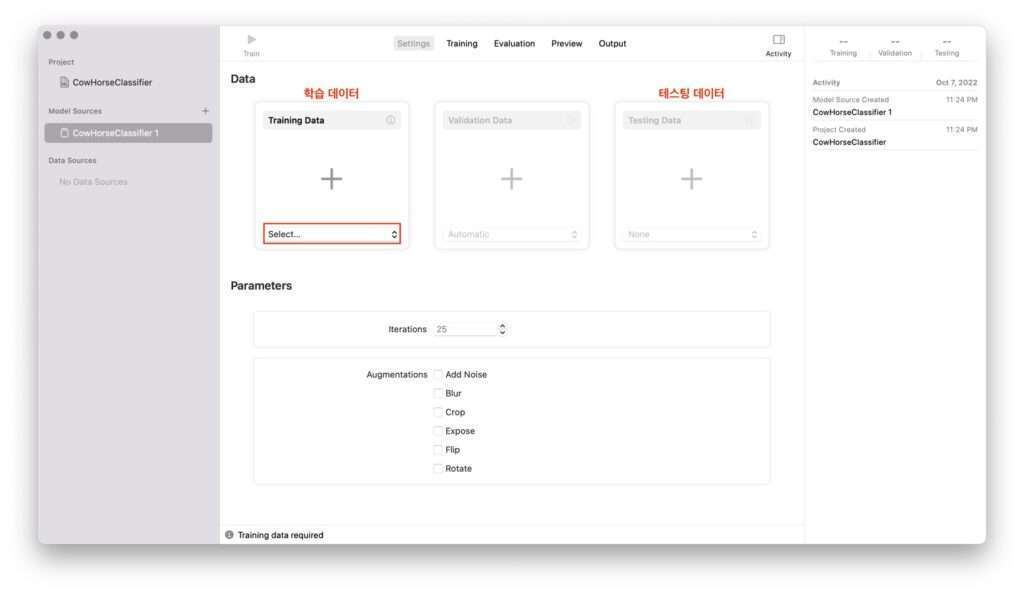 Train
Settings
Training
Evaluation
Preview
Output
Activity
--
--
--
Training
Validation
Testing
Project
CowHorseClassifier
Model Sources +
CowHorseClassifier 1
Data Sources
No Data Sources
Data
학습 데이터
테스팅 데이터
Training Data
Validation Data
Testing Data
Select...
Automatic
None
Parameters
Iterations 25
Augmentations
Add Noise
Blur
Crop
Expose
Flip
Rotate
Training data required
Activity Oct 7, 2022
Model Source Created 11:24 PM
CowHorseClassifier 1
Project Created 11:24 PM
CowHorseClassifier